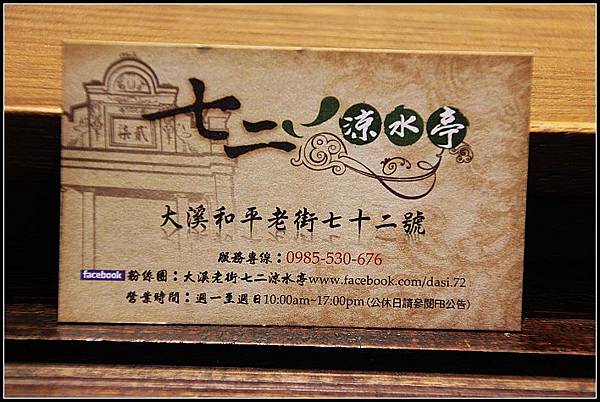 柒貳
七二 涼水亭
大溪和平老街七十二號
服務專線：0985-530-676
facebook 粉絲團：大溪老街七二涼水亭www.facebook.com/dasi.72
營業時間：週一至週日10:00am~17:00pm (公休日請參閱FB公告)